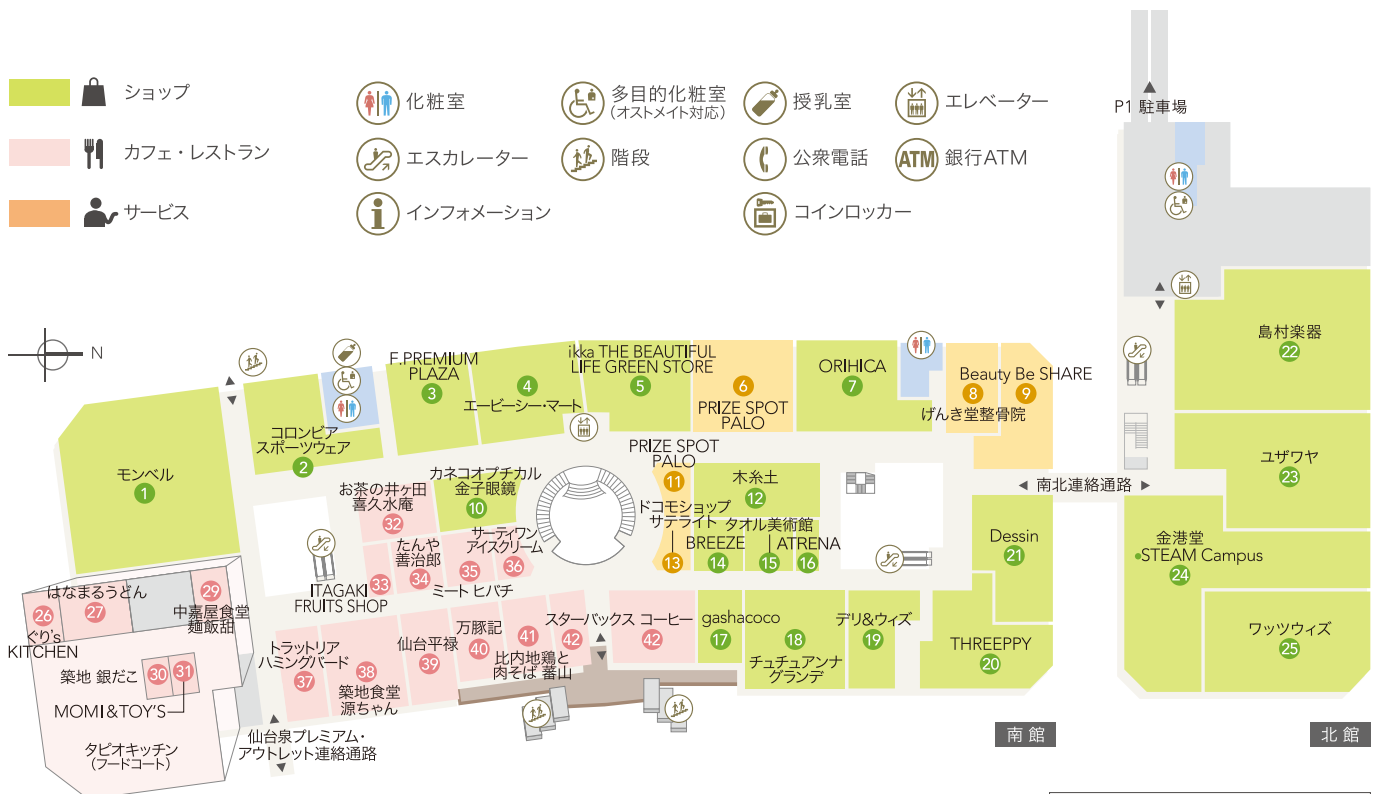 ショップ
カフェ・レストラン
サービス
化粧室
エスカレーター
インフォメーション
多目的化粧室
(オストメイト対応)
階段
授乳室
公衆電話
コインロッカー
エレベーター
ATM 銀行ATM
P1 駐車場
N
モンベル
1
コロンビア
スポーツウェア
2
F.PREMIUM
PLAZA
3
4
エービーシー・マート
ikka THE BEAUTIFUL
LIFE GREEN STORE
5
6
PRIZE SPOT
PALO
ORIHICA
7
Beauty Be SHARE
8
9
げんき堂整骨院
カネコオプチカル
金子眼鏡
10
PRIZE SPOT
PALO
11
木糸土
12
ドコモショップ
サテライト
13
BREEZE
14
タオル美術館
15
ATRENA
16
gashacoco
17
18
チュチュアンナ
グランデ
デリ&ウィズ
19
THREEPPY
20
Dessin
21
南北連絡通路
島村楽器
22
ユザワヤ
23
金港堂
STEAM Campus
24
ワッツウィズ
25
26
ぐり's
KITCHEN
はなまるうどん
27
29
中嘉屋食堂
麺飯甜
築地 銀だこ
30
31
MOMI&TOY'S
タピオキッチン
(フードコート)
お茶の井ヶ田
喜久水庵
32
33
ITAGAKI
FRUITS SHOP
たんや
善治郎
34
35
ミート ヒバチ
サーティワン
アイスクリーム
36
トラットリア
ハミングバード
37
38
築地食堂
源ちゃん
仙台平禄
39
万豚記
40
41
比内地鶏と
肉そば 蕃山
スターバックス コーヒー
42
42
仙台泉プレミアム・
アウトレット連絡通路
南館
北館